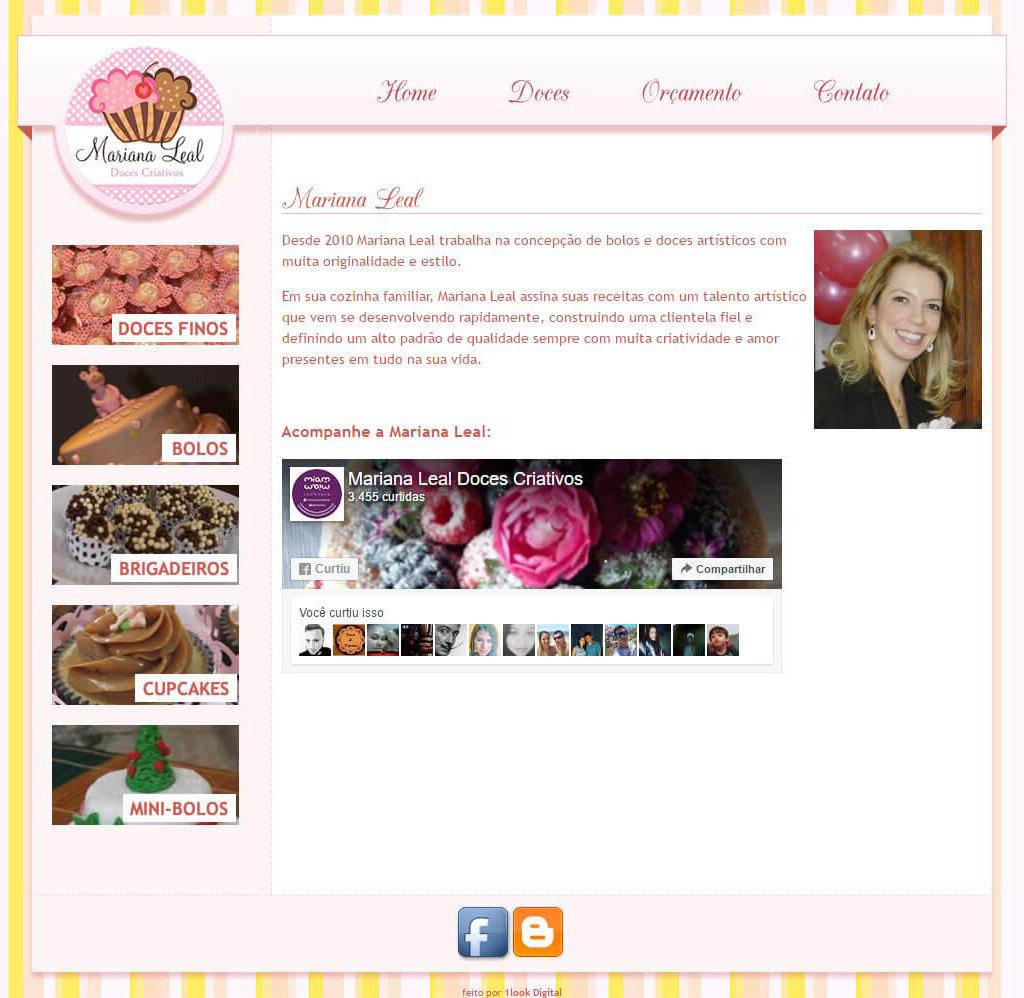 Home
Doces
Orçamento
Contato
Mariana Leal
Doces Criativos
DOCES FINOS
BOLOS
BRIGADEIROS
CUPCAKES
MINI-BOLOS
Mariana Leal
Desde 2010 Mariana Leal trabalha na concepção de bolos e doces artísticos com
muita originalidade e estilo.
Em sua cozinha familiar, Mariana Leal assina suas receitas com um talento artístico
que vem se desenvolvendo rapidamente, construindo uma clientela fiel e
definindo um alto padrão de qualidade sempre com muita criatividade e amor
presentes em tudo na sua vida.
Acompanhe a Mariana Leal:
Mariana Leal Doces Criativos
3.455 curtidas
Curtiu
Compartilhar
Você curtiu isso
feito por 1look Digital